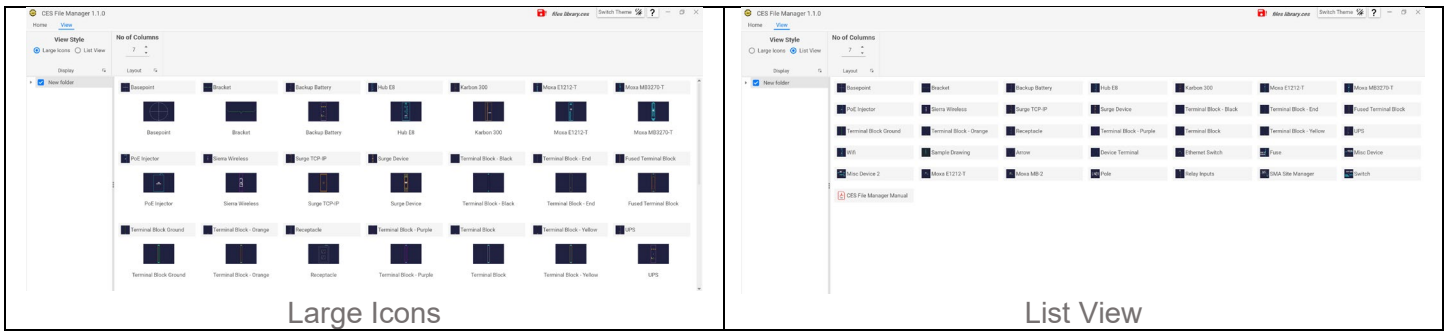 CES File Manager 1.1.0
files library.ces Switch Theme ?
Home View
View Style No of Columns
Large Icons List View 7
Display Layout
New folder
Basepoint Bracket Backup Battery Hub E8 Karbon 300 Moxa E1212-T Moxa MB3270-T
Basepoint Bracket Backup Battery Hub E8 Karbon 300 Moxa E1212-T Moxa MB3270-T
PoE Injector Sierra Wireless Surge TCP-IP Surge Device Terminal Block - Black Terminal Block - End Fused Terminal Block
PoE Injector Sierra Wireless Surge TCP-IP Surge Device Terminal Block - Black Terminal Block - End Fused Terminal Block
Terminal Block Ground Terminal Block - Orange Receptacle Terminal Block - Purple Terminal Block Terminal Block - Yellow UPS
Terminal Block Ground Terminal Block - Orange Receptacle Terminal Block - Purple Terminal Block Terminal Block - Yellow UPS
Large Icons
CES File Manager 1.1.0
files library.ces Switch Theme ?
Home View
View Style No of Columns
Large Icons List View 7
Display Layout
New folder
Basepoint Bracket Backup Battery Hub E8 Karbon 300 Moxa E1212-T Moxa MB3270-T
PoE Injector Sierra Wireless Surge TCP-IP Surge Device Terminal Block - Black Terminal Block - End Fused Terminal Block
Terminal Block Ground Terminal Block - Orange Receptacle Terminal Block - Purple Terminal Block Terminal Block - Yellow UPS
Wifi Sample Drawing Arrow Device Terminal Ethernet Switch Fuse Misc Device
Misc Device 2 Moxa E1212 T Moxa MB-2 Pole Relay Inputs SMA Site Manager Switch
CES File Manager Manual
List View